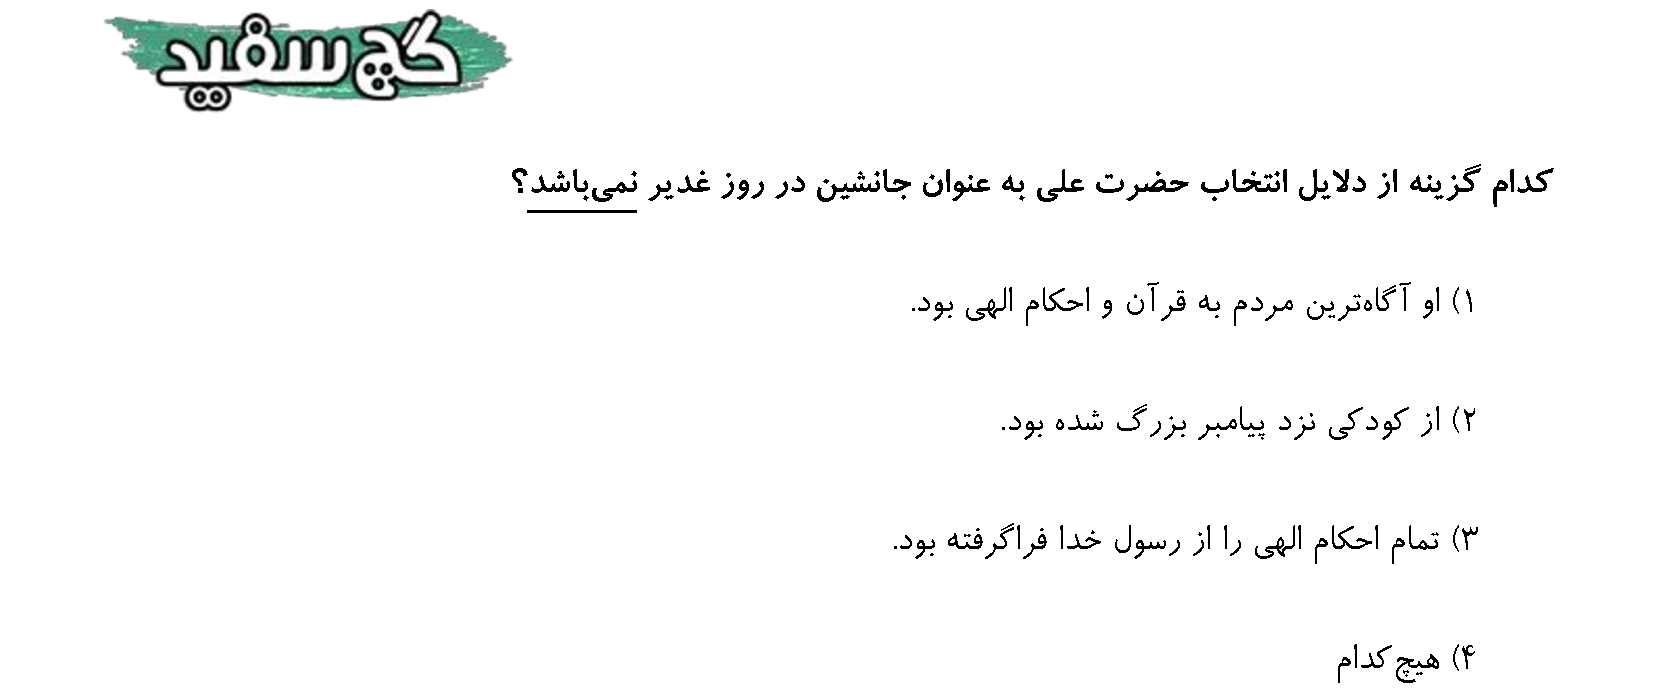 گچ سفید
کدام گزینه از دلایل انتخاب حضرت علی به عنوان جانشین در روز غدیر نمی‌باشد؟
۱) او آگاه‌ترین مردم به قرآن و احکام الهی بود.
۲) از کودکی نزد پیامبر بزرگ شده بود.
۳) تمام احکام الهی را از رسول خدا فراگرفته بود.
۴) هیچ‌کدام